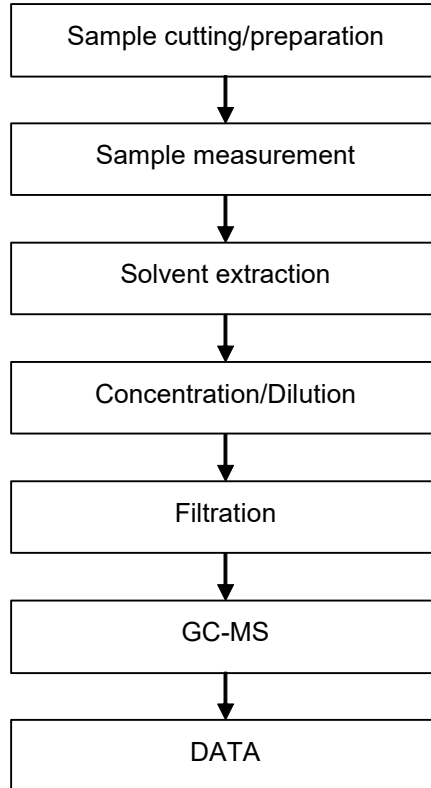 Sample cutting/preparation
Sample measurement
Solvent extraction
Concentration/Dilution
Filtration
GC-MS
DATA